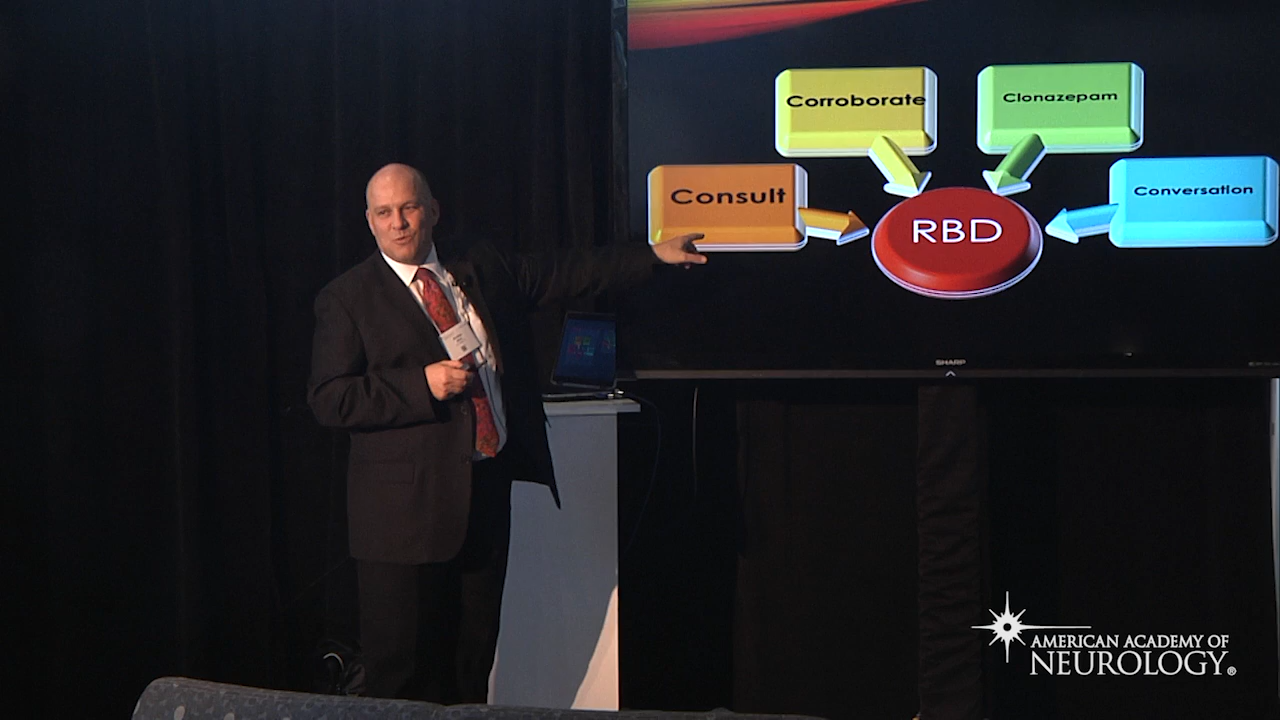 Corroborate
Clonazepam
Consult
Conversation
RBD
SHARP
AMERICAN ACADEMY OF
NEUROLOGY®